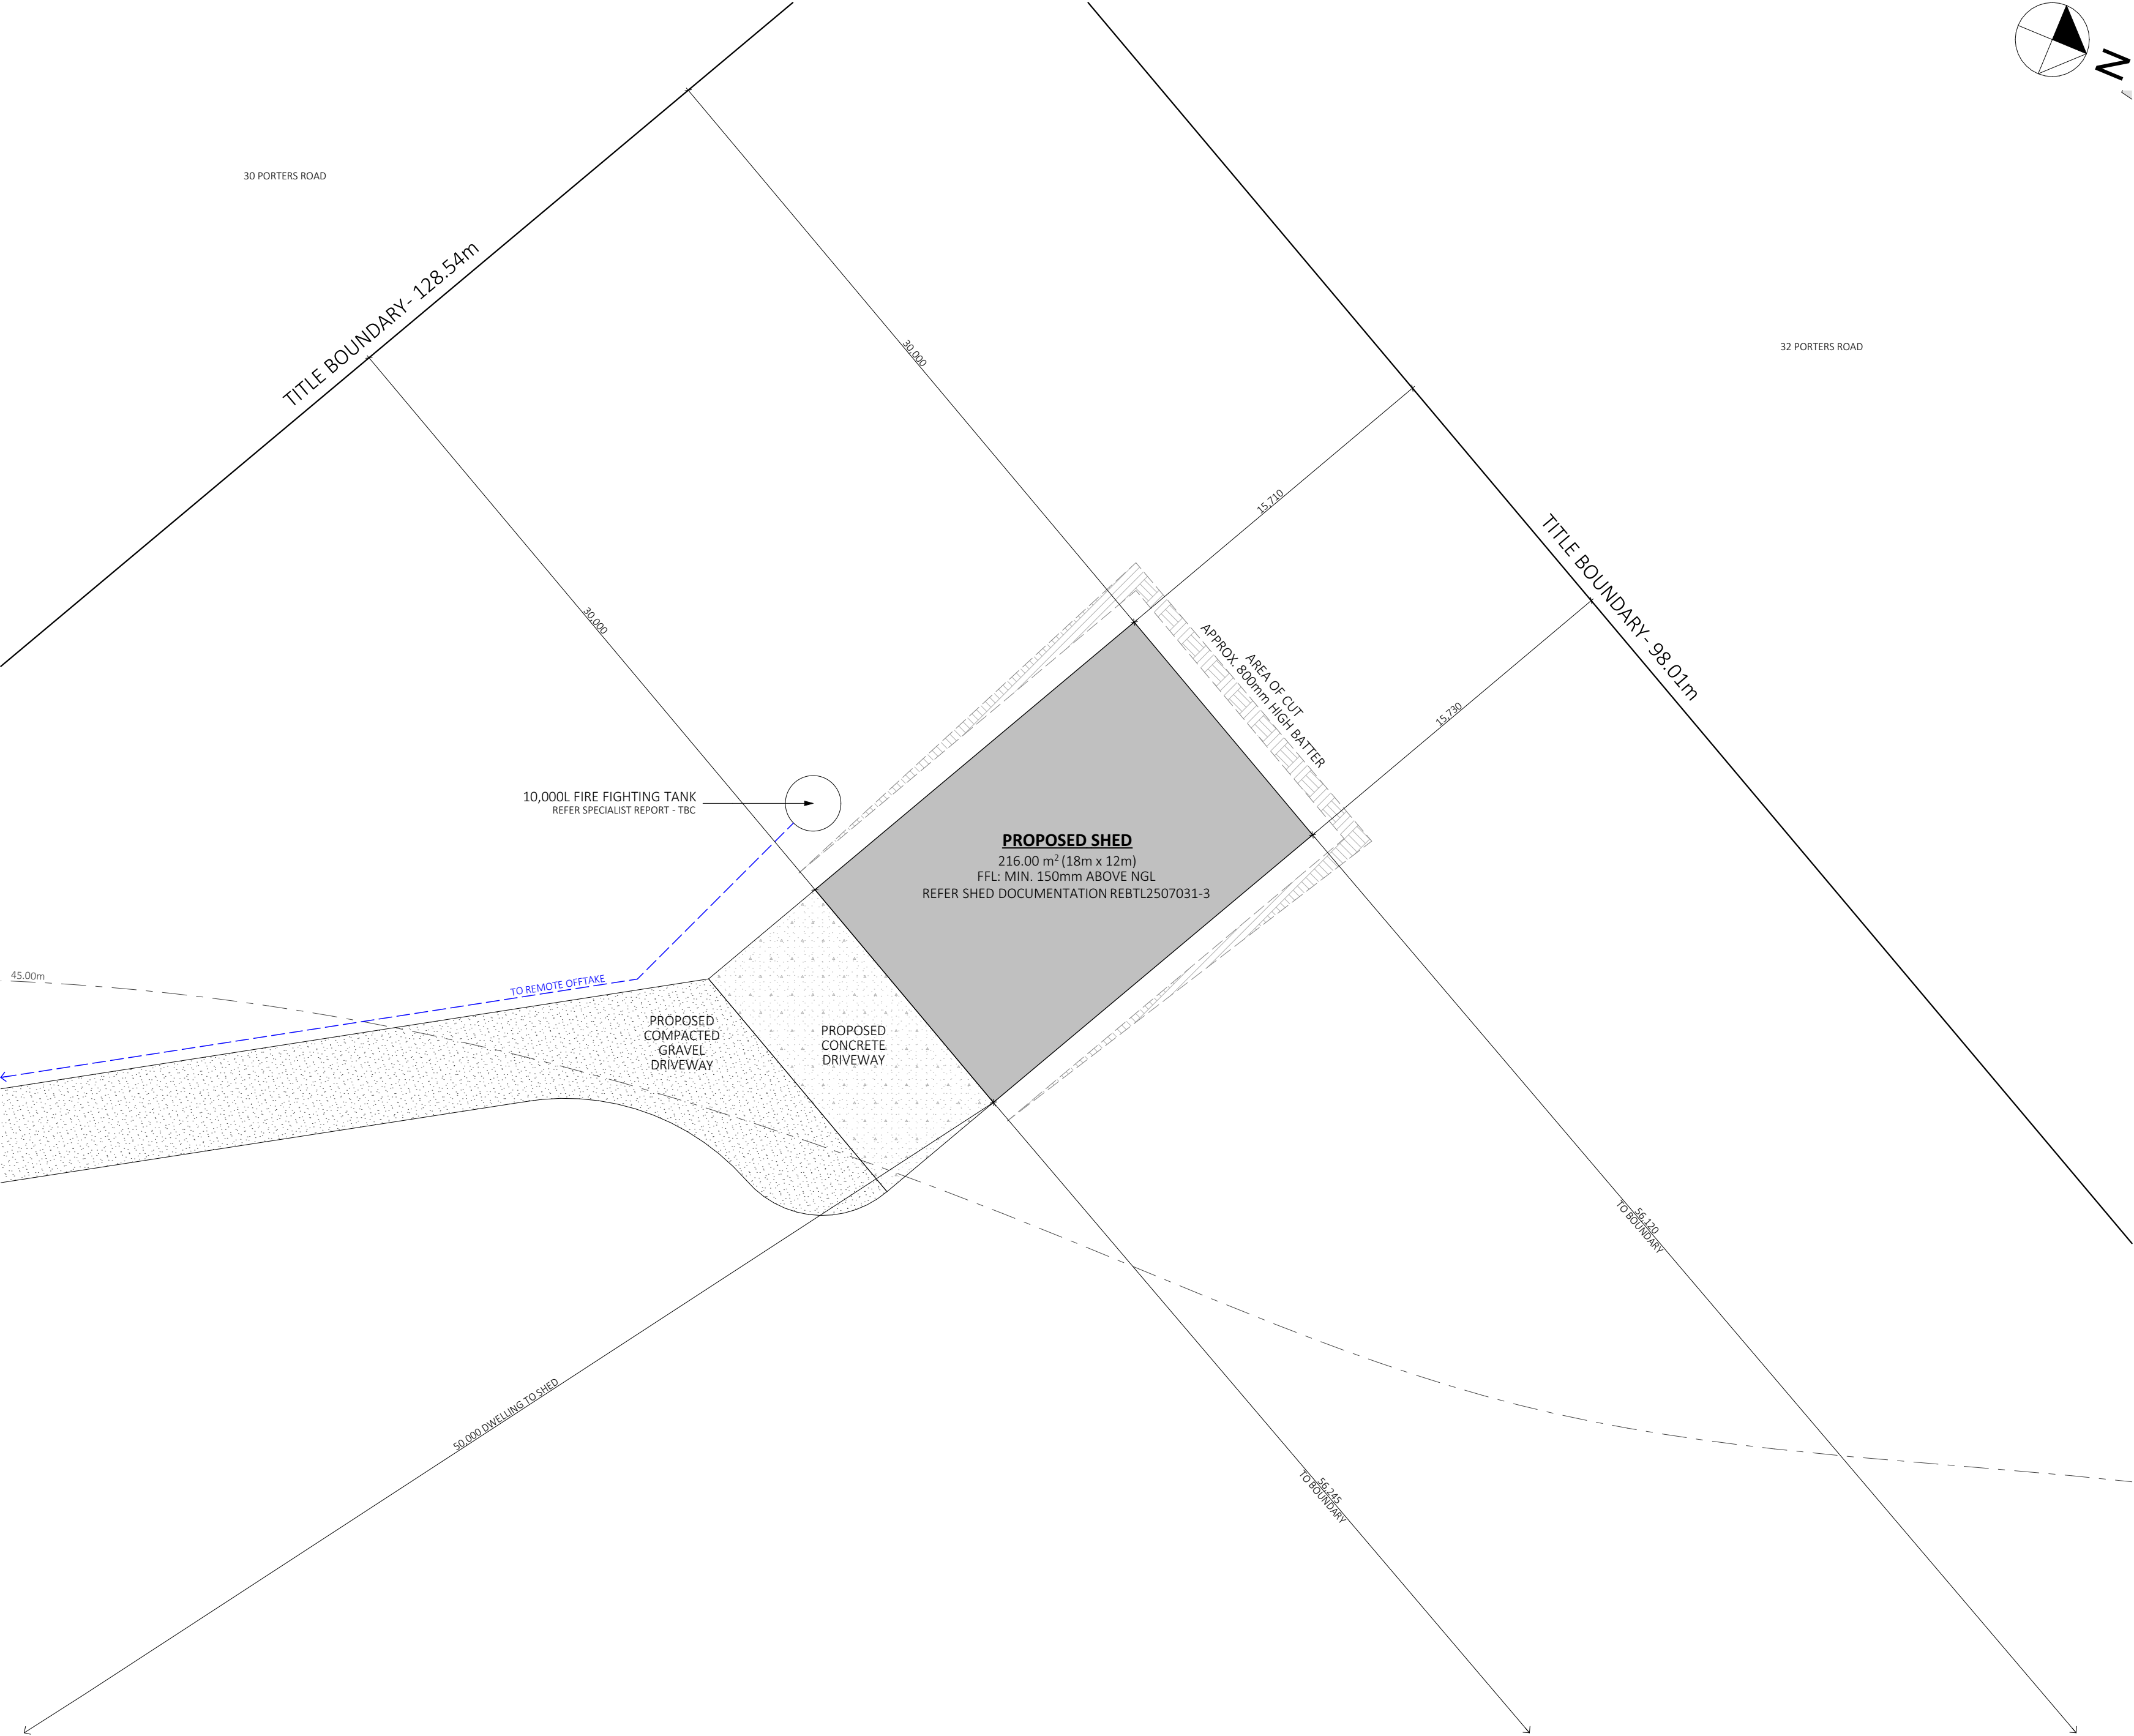 N
30 PORTERS ROAD
TITLE BOUNDARY- 128.54m
30,000
32 PORTERS ROAD
15,710
TITLE BOUNDARY- 98.01m
30,000
AREA OF CUT
APPROX. 800mm HIGH BATTER
15,730
10,000L FIRE FIGHTING TANK
REFER SPECIALIST REPORT - TBC
PROPOSED SHED
216.00 m² (18m x 12m)
FFL: MIN. 150mm ABOVE NGL
REFER SHED DOCUMENTATION REBTL2507031-3
45.00m
TO REMOTE OFFTAKE
PROPOSED
COMPACTED
GRAVEL
DRIVEWAY
PROPOSED
CONCRETE
DRIVEWAY
56,120
TO BOUNDARY
50,000 DWELLING TO SHED
56,245
TO BOUNDARY